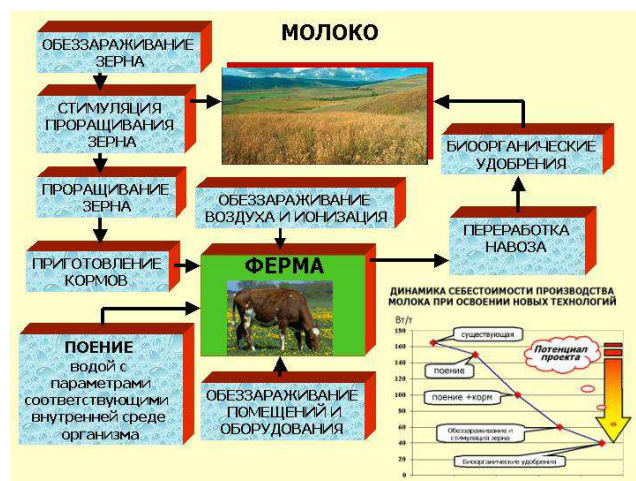 МОЛОКО
ОБЕЗЗАРАЖИВАНИЕ
ЗЕРНА
СТИМУЛЯЦИЯ
ПРОРАЩИВАНИЯ
ЗЕРНА
ПРОРАЩИВАНИЕ
ЗЕРНА
ПРИГОТОВЛЕНИЕ
КОРМОВ
ПОЕНИЕ
водой с
параметрами
соответствующими
внутренней среде
организма
ОБЕЗЗАРАЖИВАНИЕ
ВОЗДУХА И ИОНИЗАЦИЯ
ФЕРМА
ОБЕЗЗАРАЖИВАНИЕ
ПОМЕЩЕНИЙ И
ОБОРУДОВАНИЯ
БИООРГАНИЧЕСКИЕ
УДОБРЕНИЯ
ПЕРЕРАБОТКА
НАВОЗА
ДИНАМИКА СЕБЕСТОИМОСТИ ПРОИЗВОДСТВА
МОЛОКА ПРИ ОСВОЕНИИ НОВЫХ ТЕХНОЛОГИЙ
Вт/т
180
160
140
120
100
80
60
40
20
0
существующая
Потенциал
проекта
поение
поение +корм
Обеззараживание и
стимуляция зерна
Биоорганические удобрения